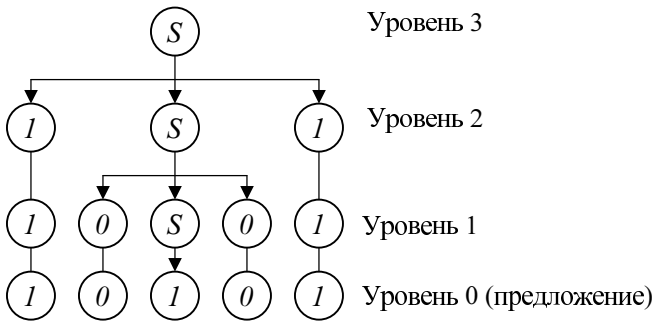 S Уровень 3
1 S 1 Уровень 2
1 0 S 0 1 Уровень 1
1 0 1 0 1 Уровень 0 (предложение)